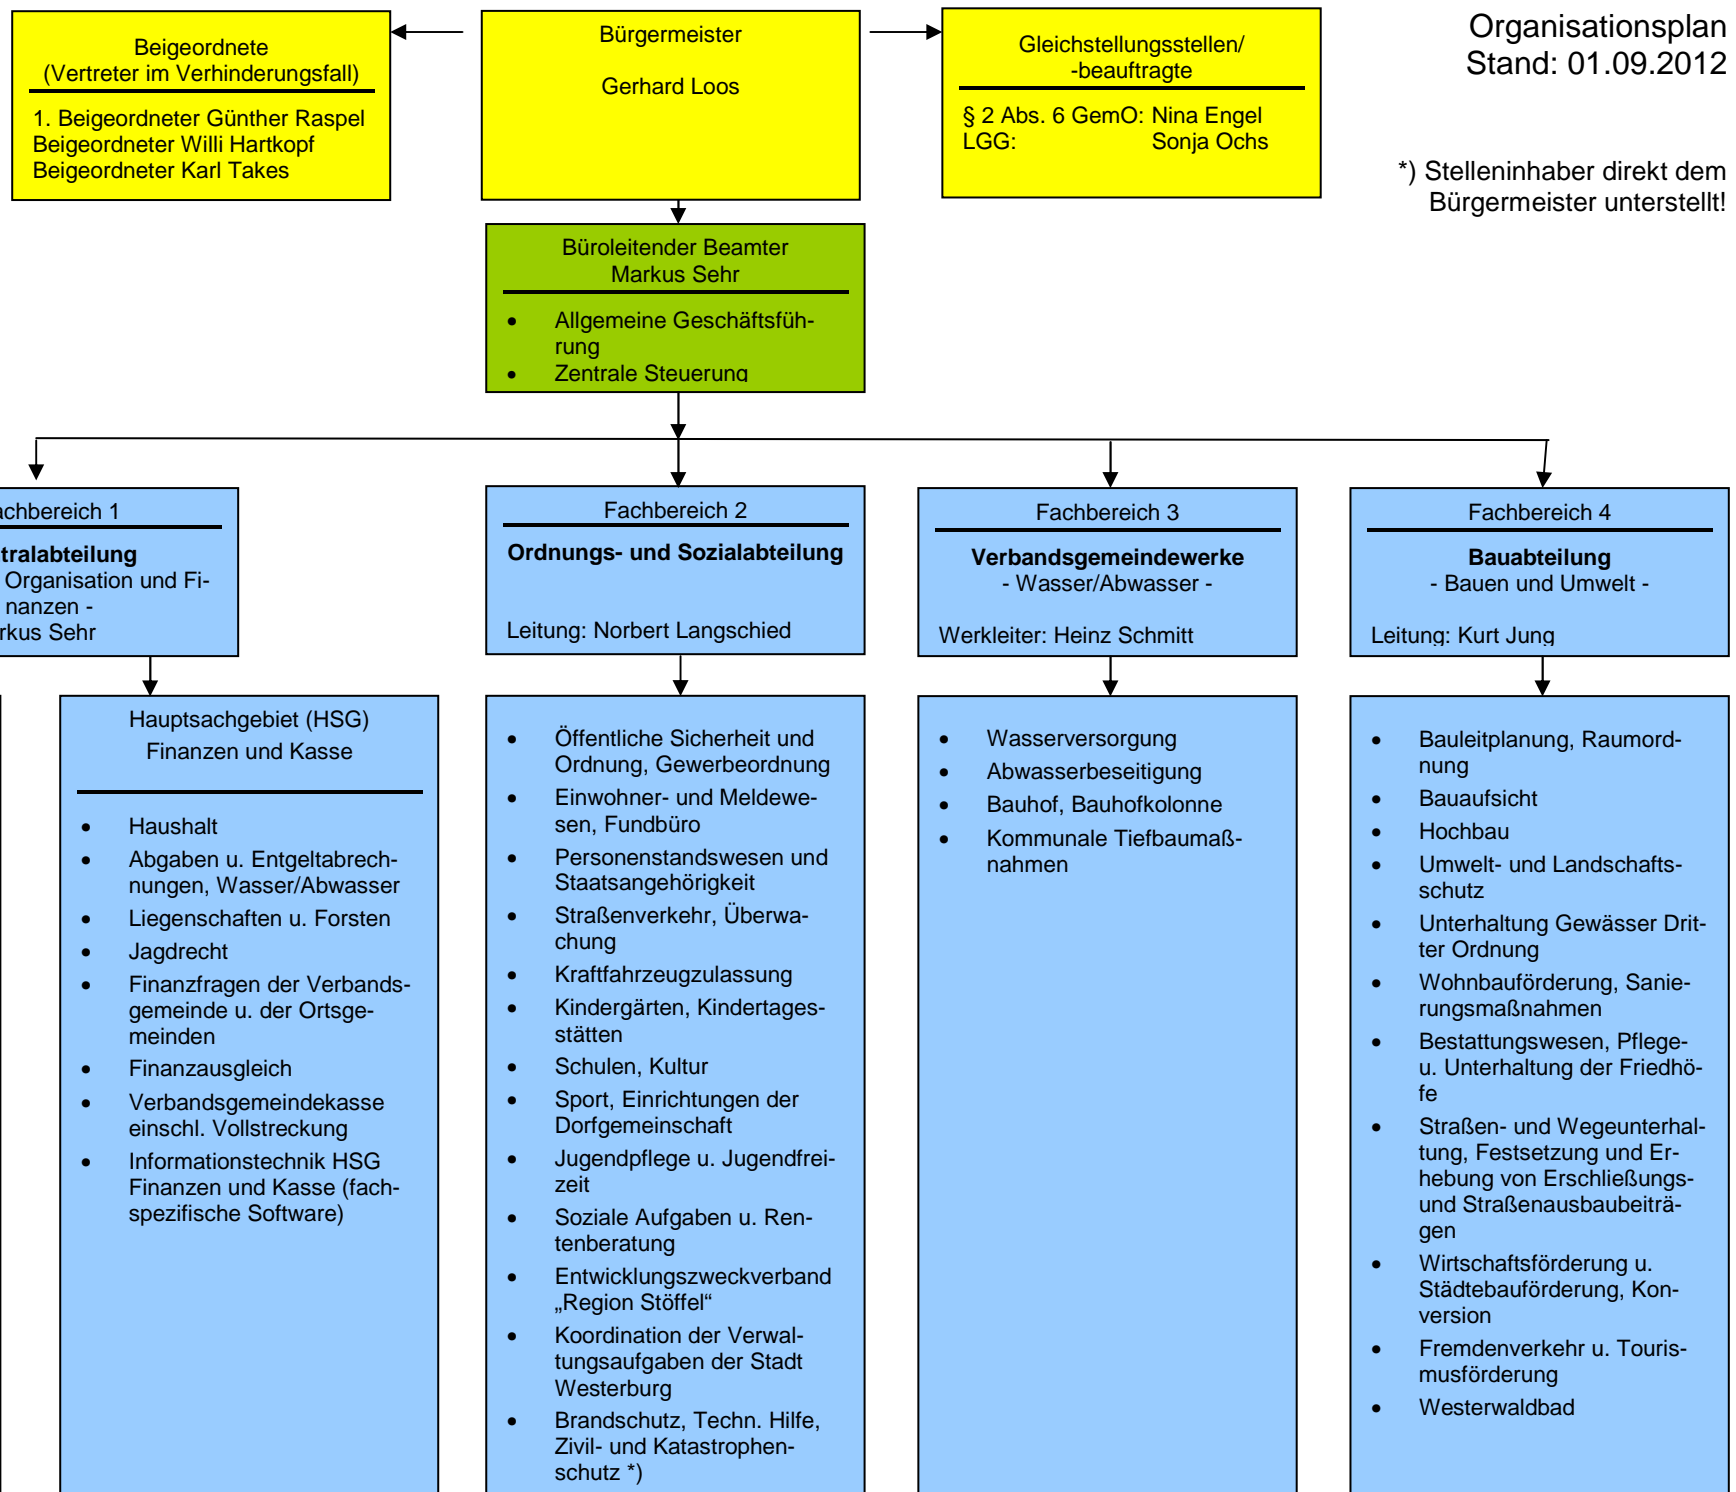 Organisationsplan
Stand: 01.09.2012
*) Stelleninhaber direkt dem
Bürgermeister unterstellt!
Beigeordnete
(Vertreter im Verhinderungsfall)
1. Beigeordneter Günther Raspel
Beigeordneter Willi Hartkopf
Beigeordneter Karl Takes
Bürgermeister
Gerhard Loos
Gleichstellungsstellen/
-beauftragte
§ 2 Abs. 6 GemO: Nina Engel
LGG: Sonja Ochs
Büroleitender Beamter
Markus Sehr
• Allgemeine Geschäftsfüh-
rung
• Zentrale Steuerung
achbereich 1
tralabteilung
Organisation und Fi-
nanzen -
rkus Sehr
Hauptsachgebiet (HSG)
Finanzen und Kasse
• Haushalt
• Abgaben u. Entgeltabrech-
nungen, Wasser/Abwasser
• Liegenschaften u. Forsten
• Jagdrecht
• Finanzfragen der Verbands-
gemeinde u. der Ortsge-
meinden
• Finanzausgleich
• Verbandsgemeindekasse
einschl. Vollstreckung
• Informationstechnik HSG
Finanzen und Kasse (fach-
spezifische Software)
Fachbereich 2
Ordnungs- und Sozialabteilung
Leitung: Norbert Langschied
• Öffentliche Sicherheit und
Ordnung, Gewerbeordnung
• Einwohner- und Meldewe-
sen, Fundbüro
• Personenstandswesen und
Staatsangehörigkeit
• Straßenverkehr, Überwa-
chung
• Kraftfahrzeugzulassung
• Kindergärten, Kindertages-
stätten
• Schulen, Kultur
• Sport, Einrichtungen der
Dorfgemeinschaft
• Jugendpflege u. Jugendfrei-
zeit
• Soziale Aufgaben u. Ren-
tenberatung
• Entwicklungszweckverband
„Region Stöffel“
• Koordination der Verwal-
tungsaufgaben der Stadt
Westerburg
• Brandschutz, Techn. Hilfe,
Zivil- und Katastrophen-
schutz *)
Fachbereich 3
Verbandsgemeindewerke
- Wasser/Abwasser -
Werkleiter: Heinz Schmitt
• Wasserversorgung
• Abwasserbeseitigung
• Bauhof, Bauhofkolonne
• Kommunale Tiefbaumaß-
nahmen
Fachbereich 4
Bauabteilung
- Bauen und Umwelt -
Leitung: Kurt Jung
• Bauleitplanung, Raumord-
nung
• Bauaufsicht
• Hochbau
• Umwelt- und Landschafts-
schutz
• Unterhaltung Gewässer Drit-
ter Ordnung
• Wohnbauförderung, Sanie-
rungsmaßnahmen
• Bestattungswesen, Pflege-
u. Unterhaltung der Friedhö-
fe
• Straßen- und Wegeunterhal-
tung, Festsetzung und Er-
hebung von Erschließungs-
und Straßenausbaubeiträ-
gen
• Wirtschaftsförderung u.
Städtebauförderung, Kon-
version
• Fremdenverkehr u. Touris-
musförderung
• Westerwaldbad